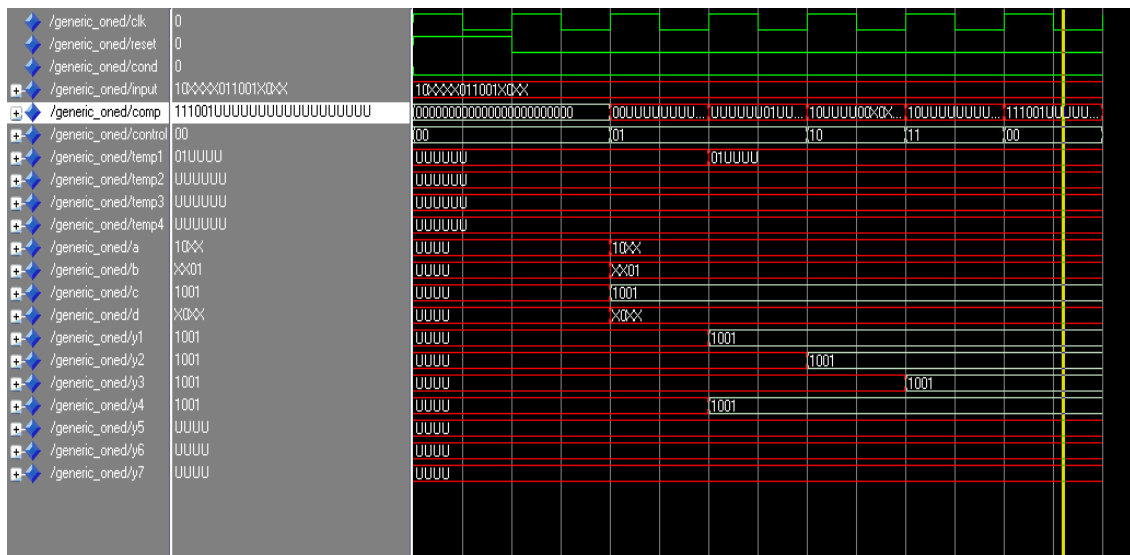 /generic_oned/clk 0
/generic_oned/reset 0
/generic_oned/cond 0
/generic_oned/input 10XXXX011001X0XX 10XXXX011001X0XX
/generic_oned/comp 111001UUUUUUUUUUUUUUUUUU 000000000000000000000000 00UUUUUUUU... UUUUUU01UU... 10UUUU00X0X... 10UUUUUUUU... 111001UUUUU...
/generic_oned/control 00 00 01 10 11 00
/generic_oned/temp1 01UUUU UUUUUU 01UUUU
/generic_oned/temp2 UUUUUU UUUUUU
/generic_oned/temp3 UUUUUU UUUUUU
/generic_oned/temp4 UUUUUU UUUUUU
/generic_oned/a 10XX UUUU 10XX
/generic_oned/b XX01 UUUU XX01
/generic_oned/c 1001 UUUU 1001
/generic_oned/d X0XX UUUU X0XX
/generic_oned/y1 1001 UUUU 1001
/generic_oned/y2 1001 UUUU 1001
/generic_oned/y3 1001 UUUU 1001
/generic_oned/y4 1001 UUUU 1001
/generic_oned/y5 UUUU UUUU
/generic_oned/y6 UUUU UUUU
/generic_oned/y7 UUUU UUUU